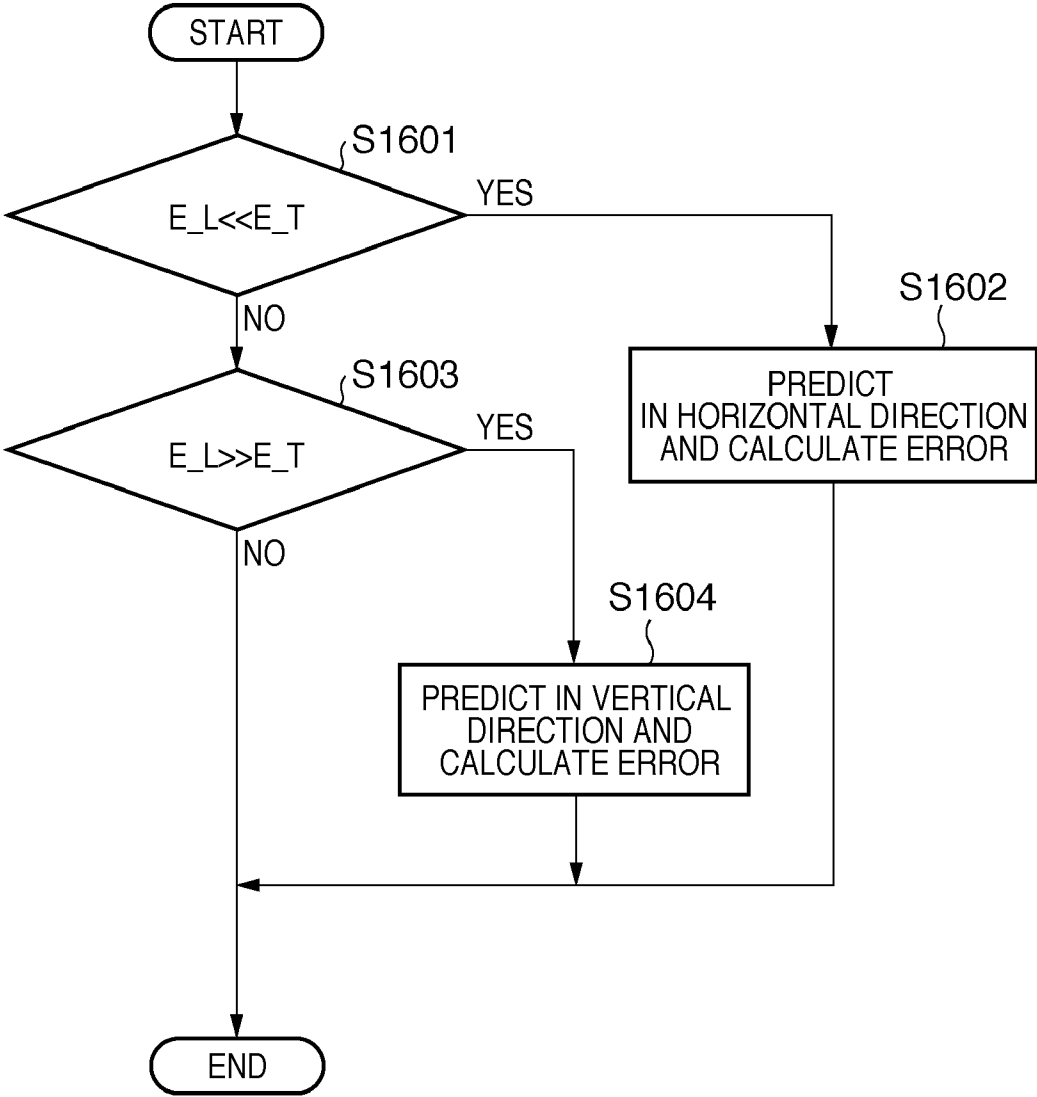 START
S1601
E_L<<E_T
YES
NO
S1602
PREDICT
IN HORIZONTAL DIRECTION
AND CALCULATE ERROR
S1603
E_L>>E_T
YES
NO
S1604
PREDICT IN VERTICAL
DIRECTION AND
CALCULATE ERROR
END